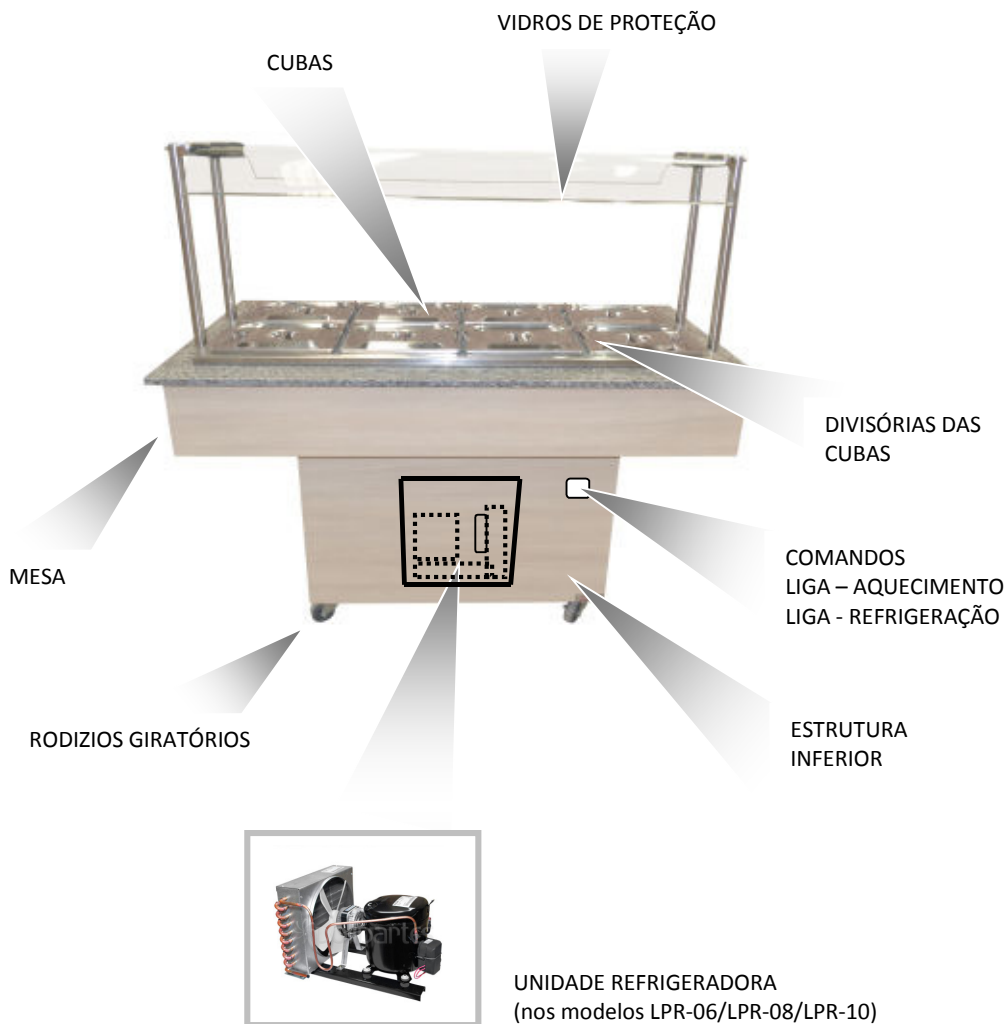 VIDROS DE PROTEÇÃO
CUBAS
DIVISÓRIAS DAS
CUBAS
MESA
COMANDOS
LIGA – AQUECIMENTO
LIGA - REFRIGERAÇÃO
RODIZIOS GIRATÓRIOS
ESTRUTURA
INFERIOR
UNIDADE REFRIGERADORA
(nos modelos LPR-06/LPR-08/LPR-10)